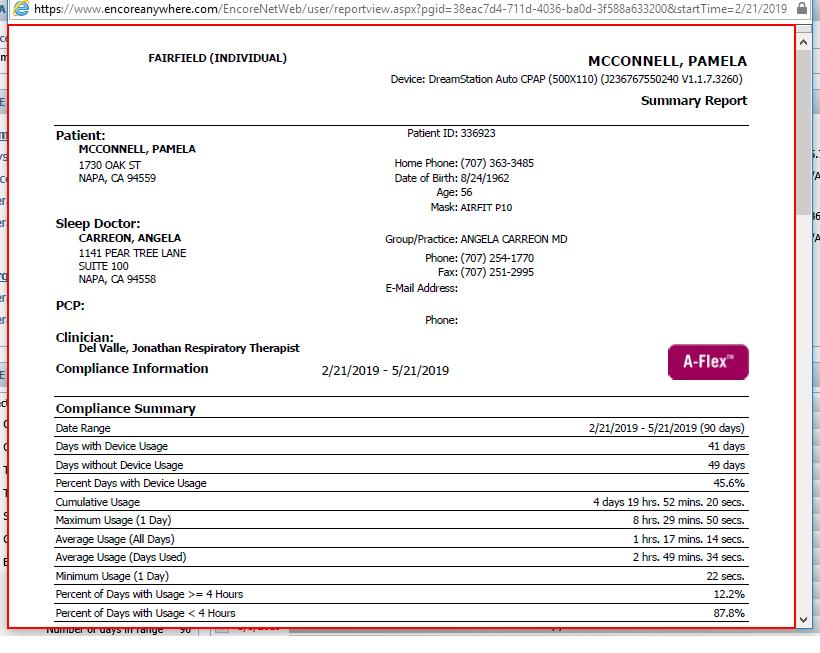 https://www.encoreanywhere.com/EncoreNetWeb/user/reportview.aspx?pgid=38eac7d4-711d-4036-ba0d-3f588a633200&startTime=2/21/2019
FAIRFIELD (INDIVIDUAL)
MCCONNELL, PAMELA
Device: DreamStation Auto CPAP (500X110) (J236767550240 V1.1.7.3260)
Summary Report
Patient:
Patient ID: 336923
MCCONNELL, PAMELA
1730 OAK ST
Home Phone: (707) 363-3485
NAPA, CA 94559
Date of Birth: 8/24/1962
Age: 56
Mask: AIRFIT P10
Sleep Doctor:
CARREON, ANGELA
Group/Practice: ANGELA CARREON MD
1141 PEAR TREE LANE
Phone: (707) 254-1770
SUITE 100
Fax: (707) 251-2995
NAPA, CA 94558
E-Mail Address:
PCP:
Phone:
Clinician:
Del Valle, Jonathan Respiratory Therapist
Compliance Information 2/21/2019 - 5/21/2019
A-Flex™
Compliance Summary
Date Range 2/21/2019 - 5/21/2019 (90 days)
Days with Device Usage 41 days
Days without Device Usage 49 days
Percent Days with Device Usage 45.6%
Cumulative Usage 4 days 19 hrs. 52 mins. 20 secs.
Maximum Usage (1 Day) 8 hrs. 29 mins. 50 secs.
Average Usage (All Days) 1 hrs. 17 mins. 14 secs.
Average Usage (Days Used) 2 hrs. 49 mins. 34 secs.
Minimum Usage (1 Day) 22 secs.
Percent of Days with Usage >= 4 Hours 12.2%
Percent of Days with Usage < 4 Hours 87.8%
Number of days in range 90